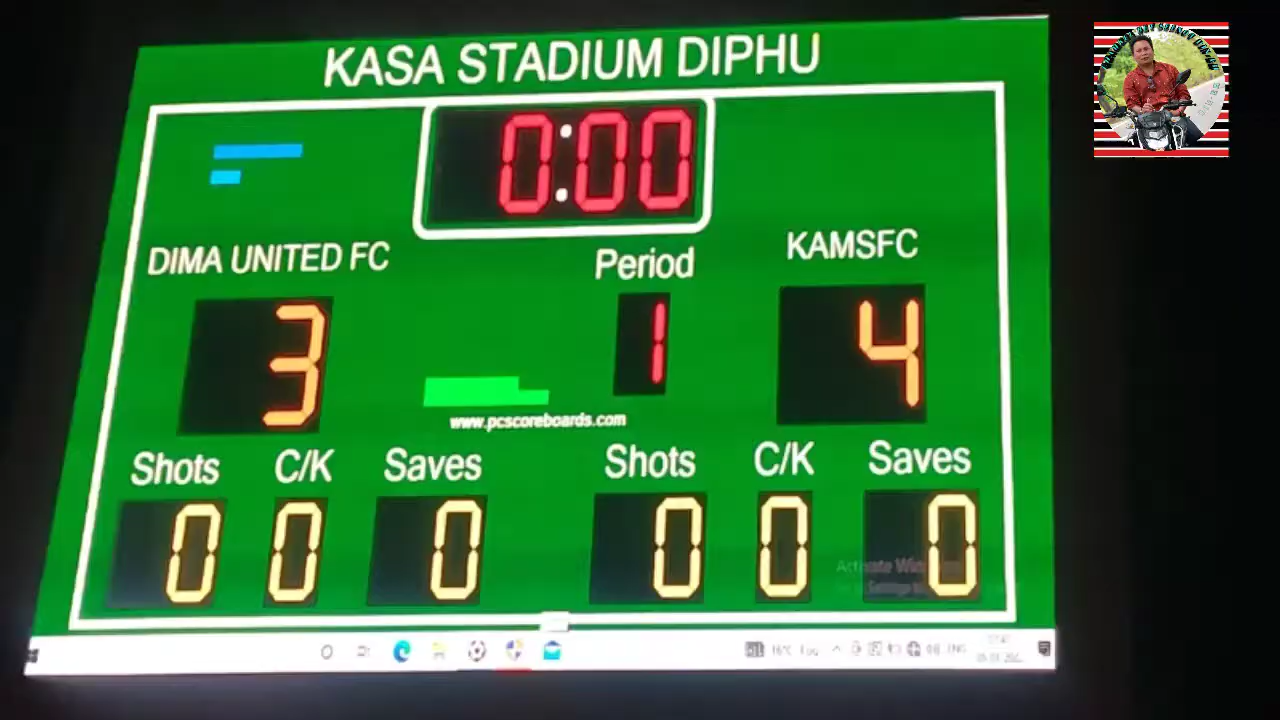 KASA STADIUM DIPHU
0:00
DIMA UNITED FC
Period
KAMSFC
3
1
4
www.pcscoreboards.com
Shots C/K Saves Shots C/K Saves
0 0 0 0 0 0